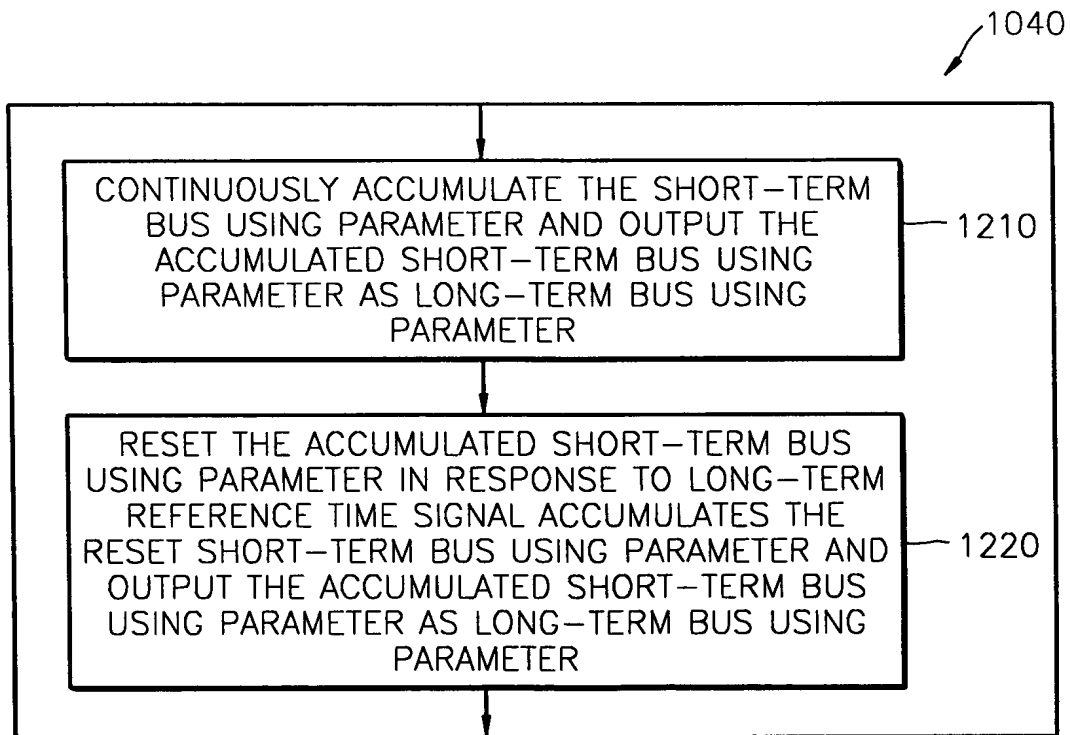 1040
CONTINUOUSLY ACCUMULATE THE SHORT-TERM
BUS USING PARAMETER AND OUTPUT THE
ACCUMULATED SHORT-TERM BUS USING
PARAMETER AS LONG-TERM BUS USING
PARAMETER
1210
RESET THE ACCUMULATED SHORT-TERM BUS
USING PARAMETER IN RESPONSE TO LONG-TERM
REFERENCE TIME SIGNAL ACCUMULATES THE
RESET SHORT-TERM BUS USING PARAMETER AND
OUTPUT THE ACCUMULATED SHORT-TERM BUS
USING PARAMETER AS LONG-TERM BUS USING
PARAMETER
1220